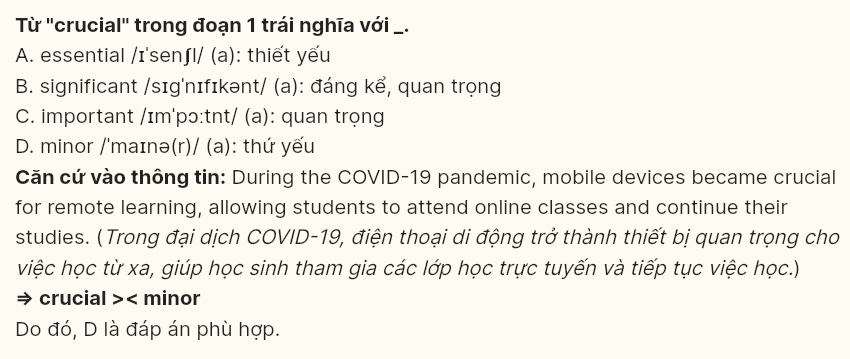 Từ "crucial" trong đoạn 1 trái nghĩa với _.
A. essential /ɪˈsenʃl/ (a): thiết yếu
B. significant /sɪɡˈnɪfɪkənt/ (a): đáng kể, quan trọng
C. important /ɪmˈpɔːtnt/ (a): quan trọng
D. minor /ˈmaɪnə(r)/ (a): thứ yếu
Căn cứ vào thông tin: During the COVID-19 pandemic, mobile devices became crucial
for remote learning, allowing students to attend online classes and continue their
studies. (Trong đại dịch COVID-19, điện thoại di động trở thành thiết bị quan trọng cho
việc học từ xa, giúp học sinh tham gia các lớp học trực tuyến và tiếp tục việc học.)
⇒ crucial >< minor
Do đó, D là đáp án phù hợp.